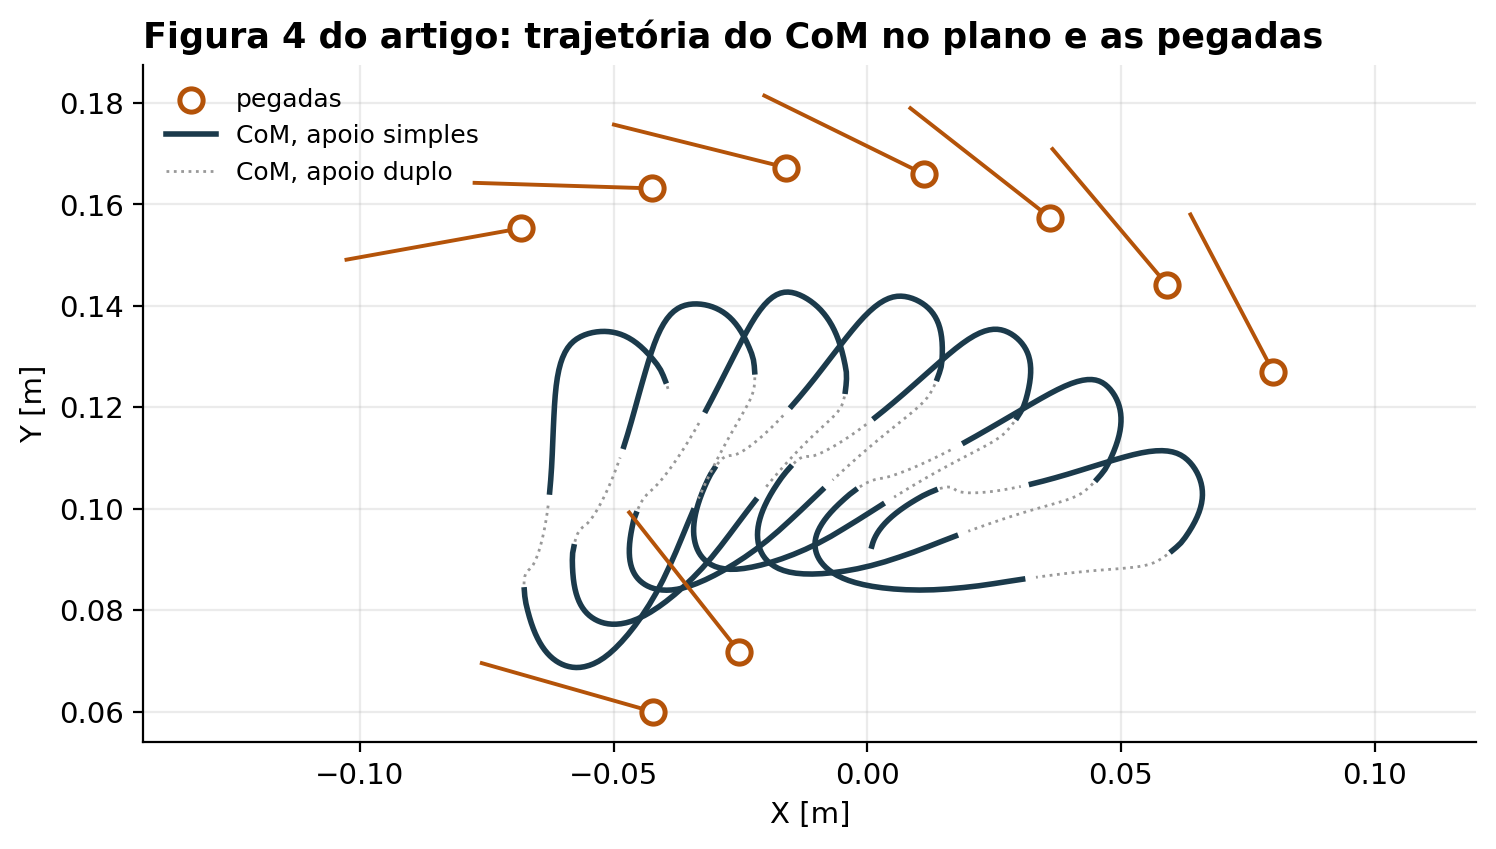 Figura 4 do artigo: trajetória do CoM no plano e as pegadas
pegadas
CoM, apoio simples
CoM, apoio duplo
0.18
0.16
0.14
0.12
0.10
0.08
0.06
Y [m]
−0.10
−0.05
0.00
0.05
0.10
X [m]